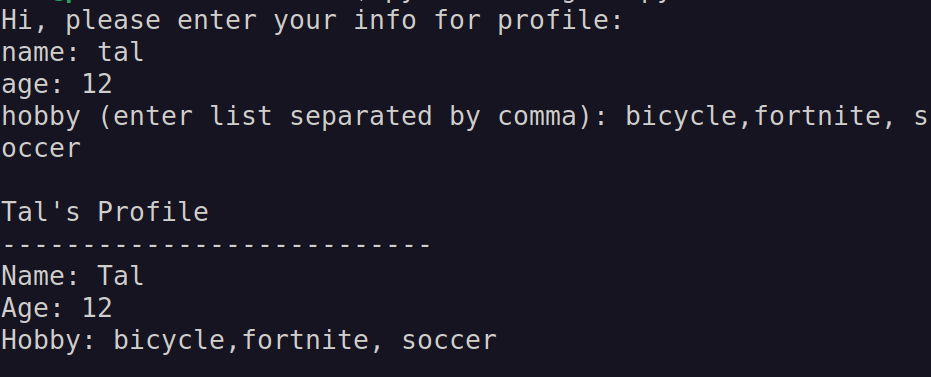 Hi, please enter your info for profile:
name: tal
age: 12
hobby (enter list separated by comma): bicycle,fortnite, s
occer
Tal's Profile
---------------------------
Name: Tal
Age: 12
Hobby: bicycle,fortnite, soccer